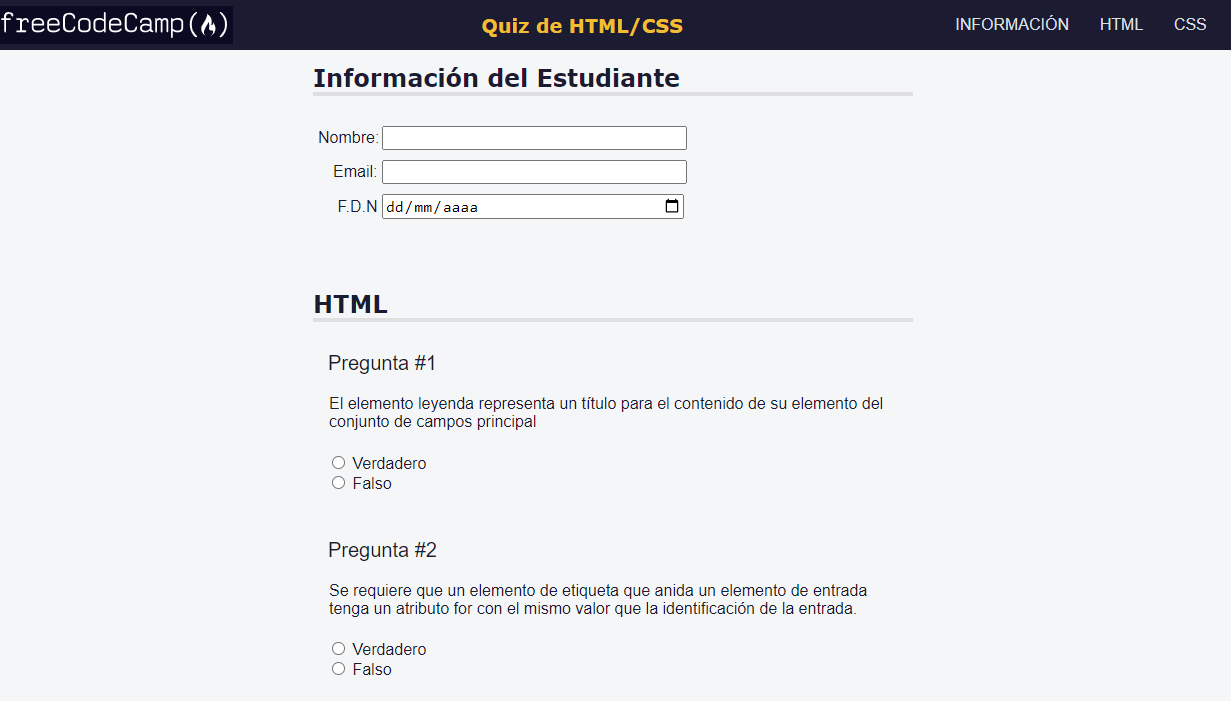 freeCodeCamp(🔥)
Quiz de HTML/CSS
INFORMACIÓN
HTML
CSS
Información del Estudiante
Nombre:
Email:
F.D.N
dd/mm/aaaa
HTML
Pregunta #1
El elemento leyenda representa un título para el contenido de su elemento del
conjunto de campos principal
Verdadero
Falso
Pregunta #2
Se requiere que un elemento de etiqueta que anida un elemento de entrada
tenga un atributo for con el mismo valor que la identificación de la entrada.
Verdadero
Falso